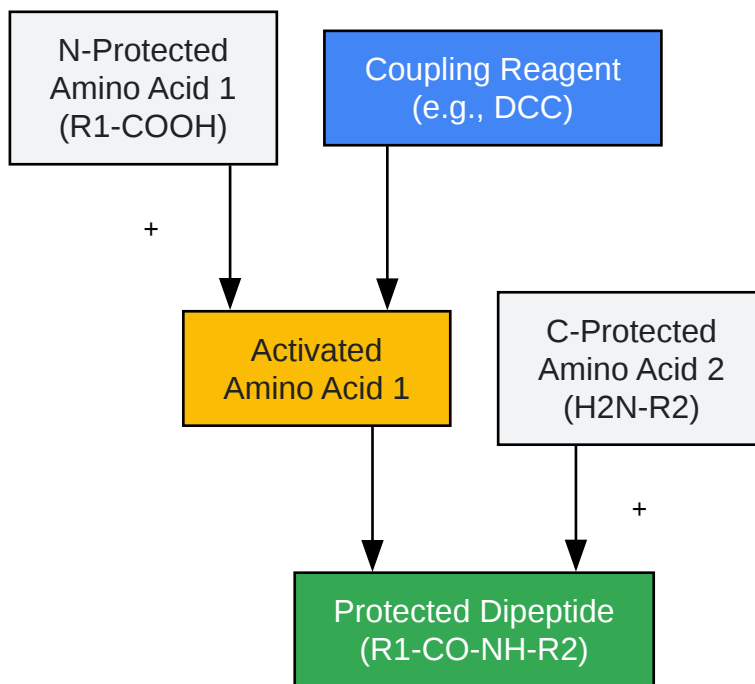 N-Protected
Amino Acid 1
(R1-COOH)
Coupling Reagent
(e.g., DCC)
+
Activated
Amino Acid 1
C-Protected
Amino Acid 2
(H2N-R2)
+
Protected Dipeptide
(R1-CO-NH-R2)